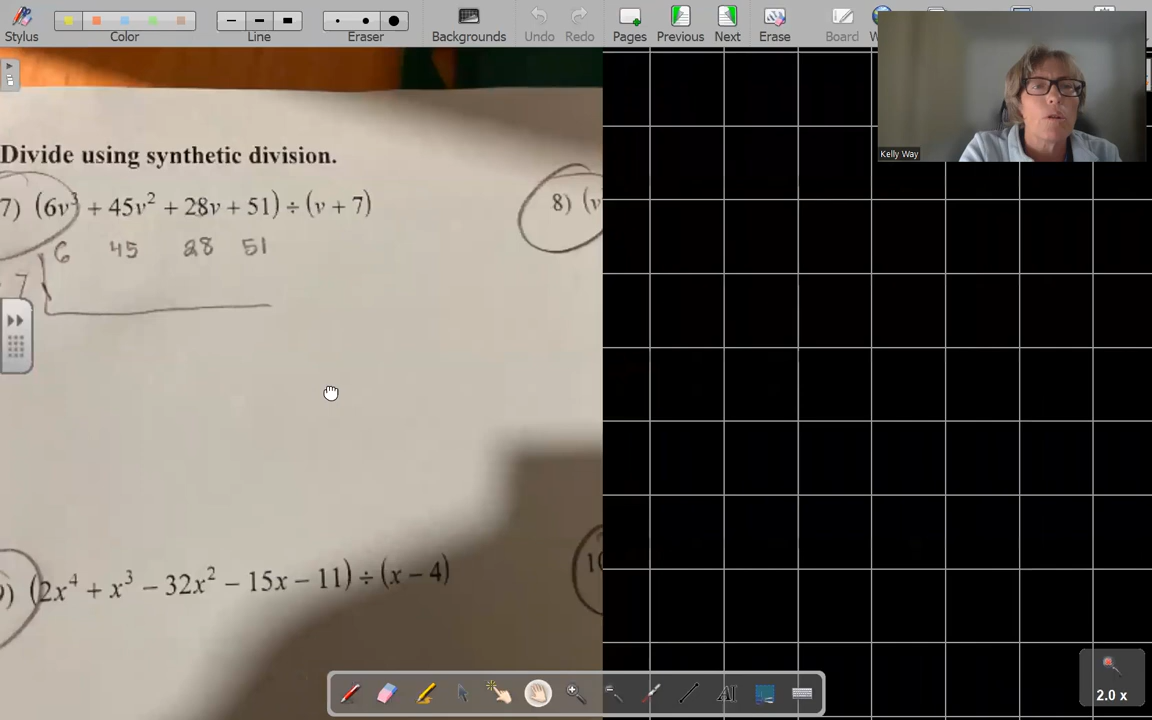 Stylus Color Line Eraser Backgrounds Undo Redo Pages Previous Next Erase Board
Kelly Way
Divide using synthetic division.
7) (6v³ + 45v² + 28v + 51) ÷ (v + 7)
8) (v
6 45 28 51
7
) (2x⁴ + x³ − 32x² − 15x − 11) ÷ (x − 4)
10
AI
2.0 x